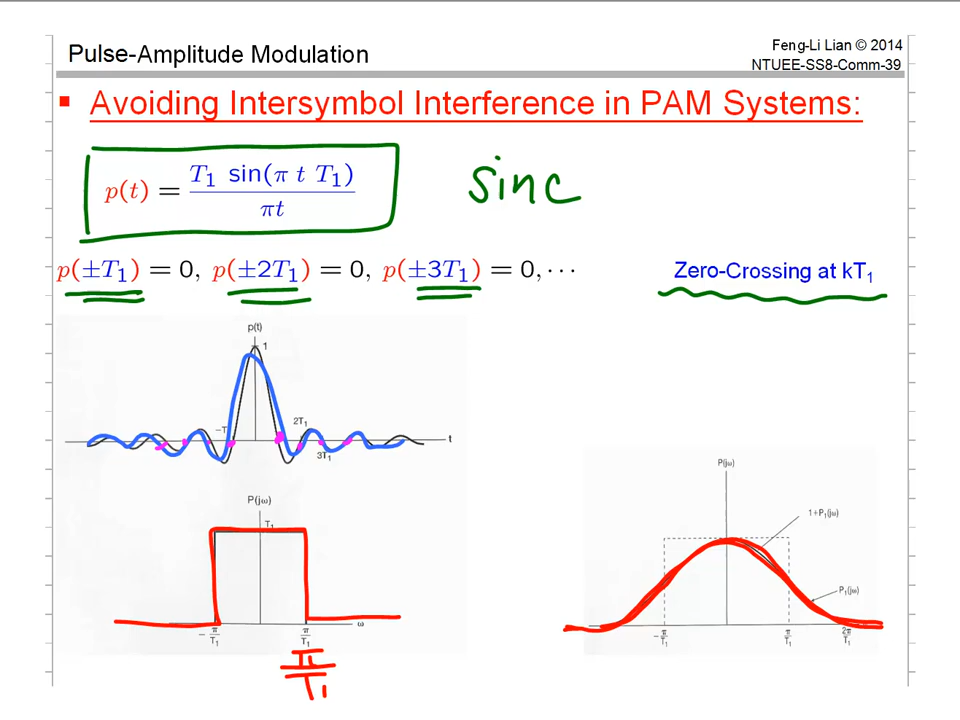 Pulse-Amplitude Modulation
Feng-Li Lian © 2014
NTUEE-SS8-Comm-39
▪ Avoiding Intersymbol Interference in PAM Systems:
p(t) = T₁ sin(π t T₁) / πt
sinc
p(±T₁) = 0, p(±2T₁) = 0, p(±3T₁) = 0, ···
Zero-Crossing at kT₁
p(t)
1
-T
2T₁
t
3T₁
P(jω)
T₁
ω
-π/T₁
π/T₁
π/T₁
P(jω)
1+P₁(jω)
P₁(jω)
-π/T₁
π/T₁
2π/T₁